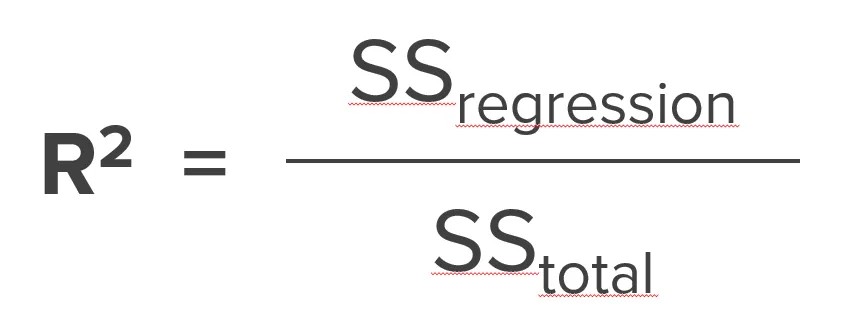 SSregression
R² =
SStotal